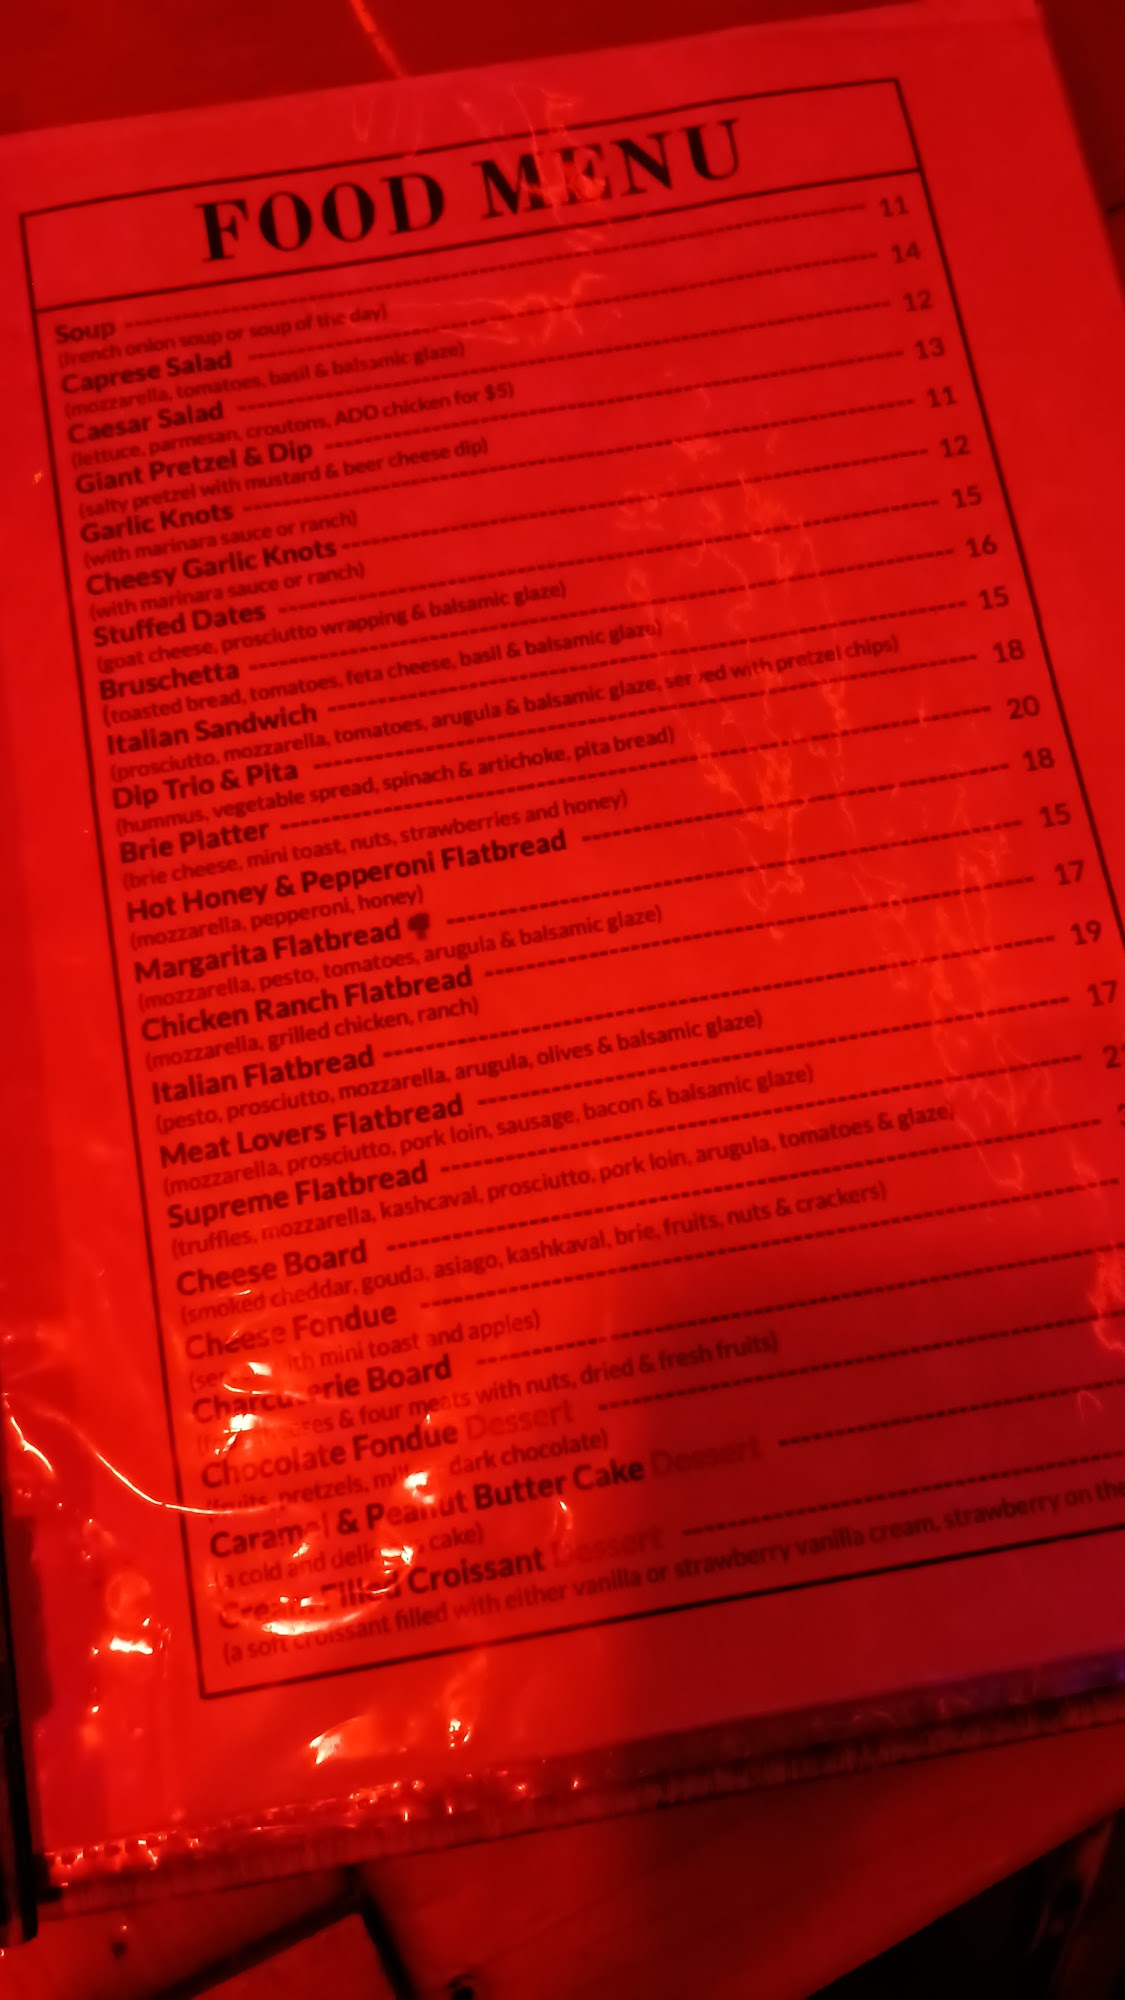 FOOD MENU
Soup ---- 11
(french onion soup or soup of the day)
Caprese Salad ---- 14
(mozzarella, tomatoes, basil & balsamic glaze)
Caesar Salad ---- 12
(lettuce, parmesan, croutons, ADD chicken for $5)
Giant Pretzel & Dip ---- 13
(salty pretzel with mustard & beer cheese dip)
Garlic Knots ---- 11
(with marinara sauce or ranch)
Cheesy Garlic Knots ---- 12
(with marinara sauce or ranch)
Stuffed Dates ---- 15
(goat cheese, prosciutto wrapping & balsamic glaze)
Bruschetta ---- 16
(toasted bread, tomatoes, feta cheese, basil & balsamic glaze)
Italian Sandwich ---- 15
(prosciutto, mozzarella, tomatoes, arugula & balsamic glaze, served with pretzel chips)
Dip Trio & Pita ---- 18
(hummus, vegetable spread, spinach & artichoke, pita bread)
Brie Platter ---- 20
(brie cheese, mini toast, nuts, strawberries and honey)
Hot Honey & Pepperoni Flatbread ---- 18
(mozzarella, pepperoni, honey)
Margarita Flatbread ---- 15
(mozzarella, pesto, tomatoes, arugula & balsamic glaze)
Chicken Ranch Flatbread ---- 17
(mozzarella, grilled chicken, ranch)
Italian Flatbread ---- 19
(pesto, prosciutto, mozzarella, arugula, olives & balsamic glaze)
Meat Lovers Flatbread ---- 17
(mozzarella, prosciutto, pork loin, sausage, bacon & balsamic glaze)
Supreme Flatbread ----
(truffles, mozzarella, kashcaval, prosciutto, pork loin, arugula, tomatoes & glaze)
Cheese Board ----
(smoked cheddar, gouda, asiago, kashkaval, brie, fruits, nuts & crackers)
Cheese Fondue ----
with mini toast and apples)
Charcuterie Board ----
& four meats with nuts, dried & fresh fruits)
Chocolate Fondue Dessert ----
(fruits, pretzels, dark chocolate)
Caramel & Peanut Butter Cake Dessert ----
(a cold and delicious cake)
Cream Filled Croissant Dessert ----
(a soft croissant filled with either vanilla or strawberry vanilla cream, strawberry on the